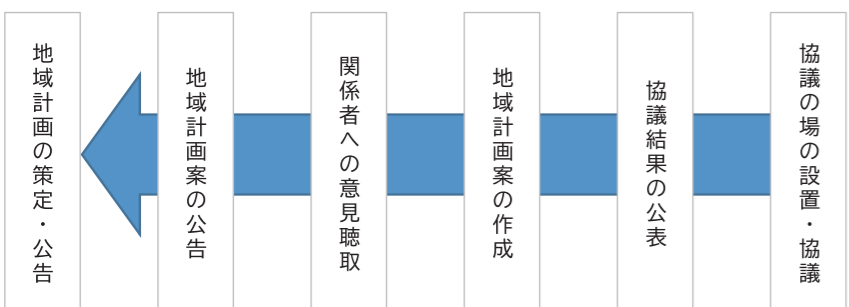 協議の場の設置・協議
協議結果の公表
地域計画案の作成
関係者への意見聴取
地域計画案の公告
地域計画の策定・公告